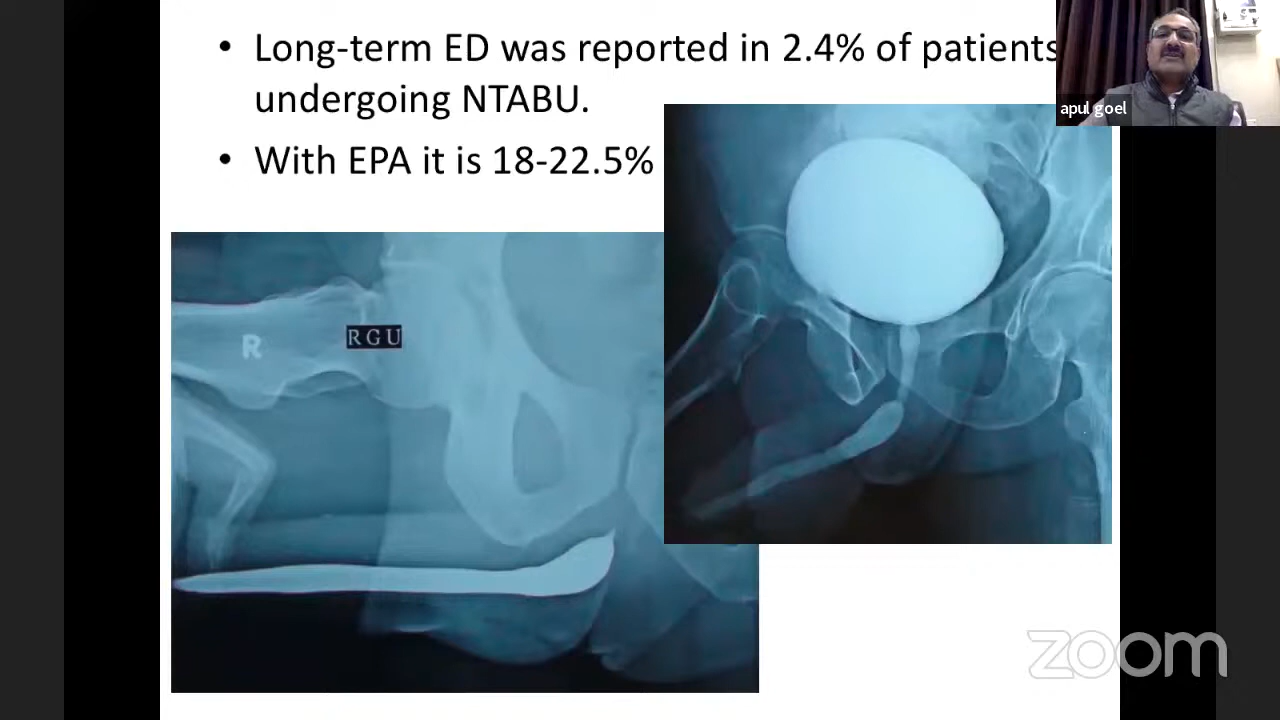 • Long-term ED was reported in 2.4% of patients
undergoing NTABU.
• With EPA it is 18-22.5%
apul goel
R
RGU
zoom